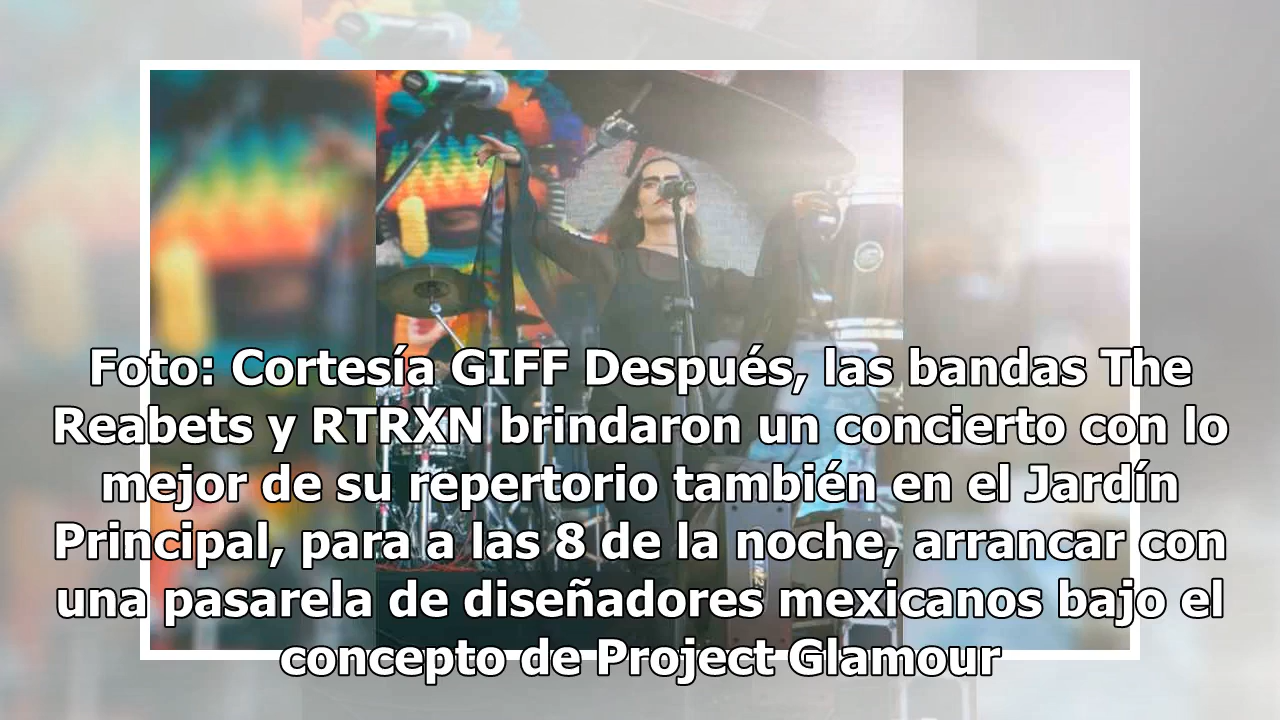 Foto: Cortesía GIFF Después, las bandas The
Reabets y RTRXN brindaron un concierto con lo
mejor de su repertorio también en el Jardín
Principal, para a las 8 de la noche, arrancar con
una pasarela de diseñadores mexicanos bajo el
concepto de Project Glamour